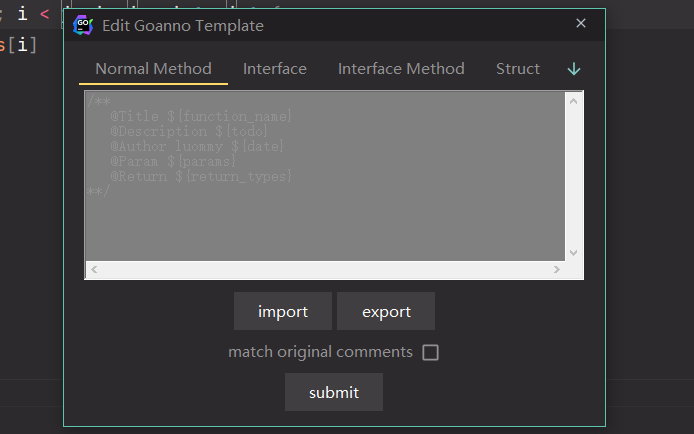 ; i <
s[i]
GO
Edit Goanno Template
Normal Method Interface Interface Method Struct
/**
@Title ${function_name}
@Description ${todo}
@Author luommy ${date}
@Param ${params}
@Return ${return_types}
**/
import export
match original comments
submit